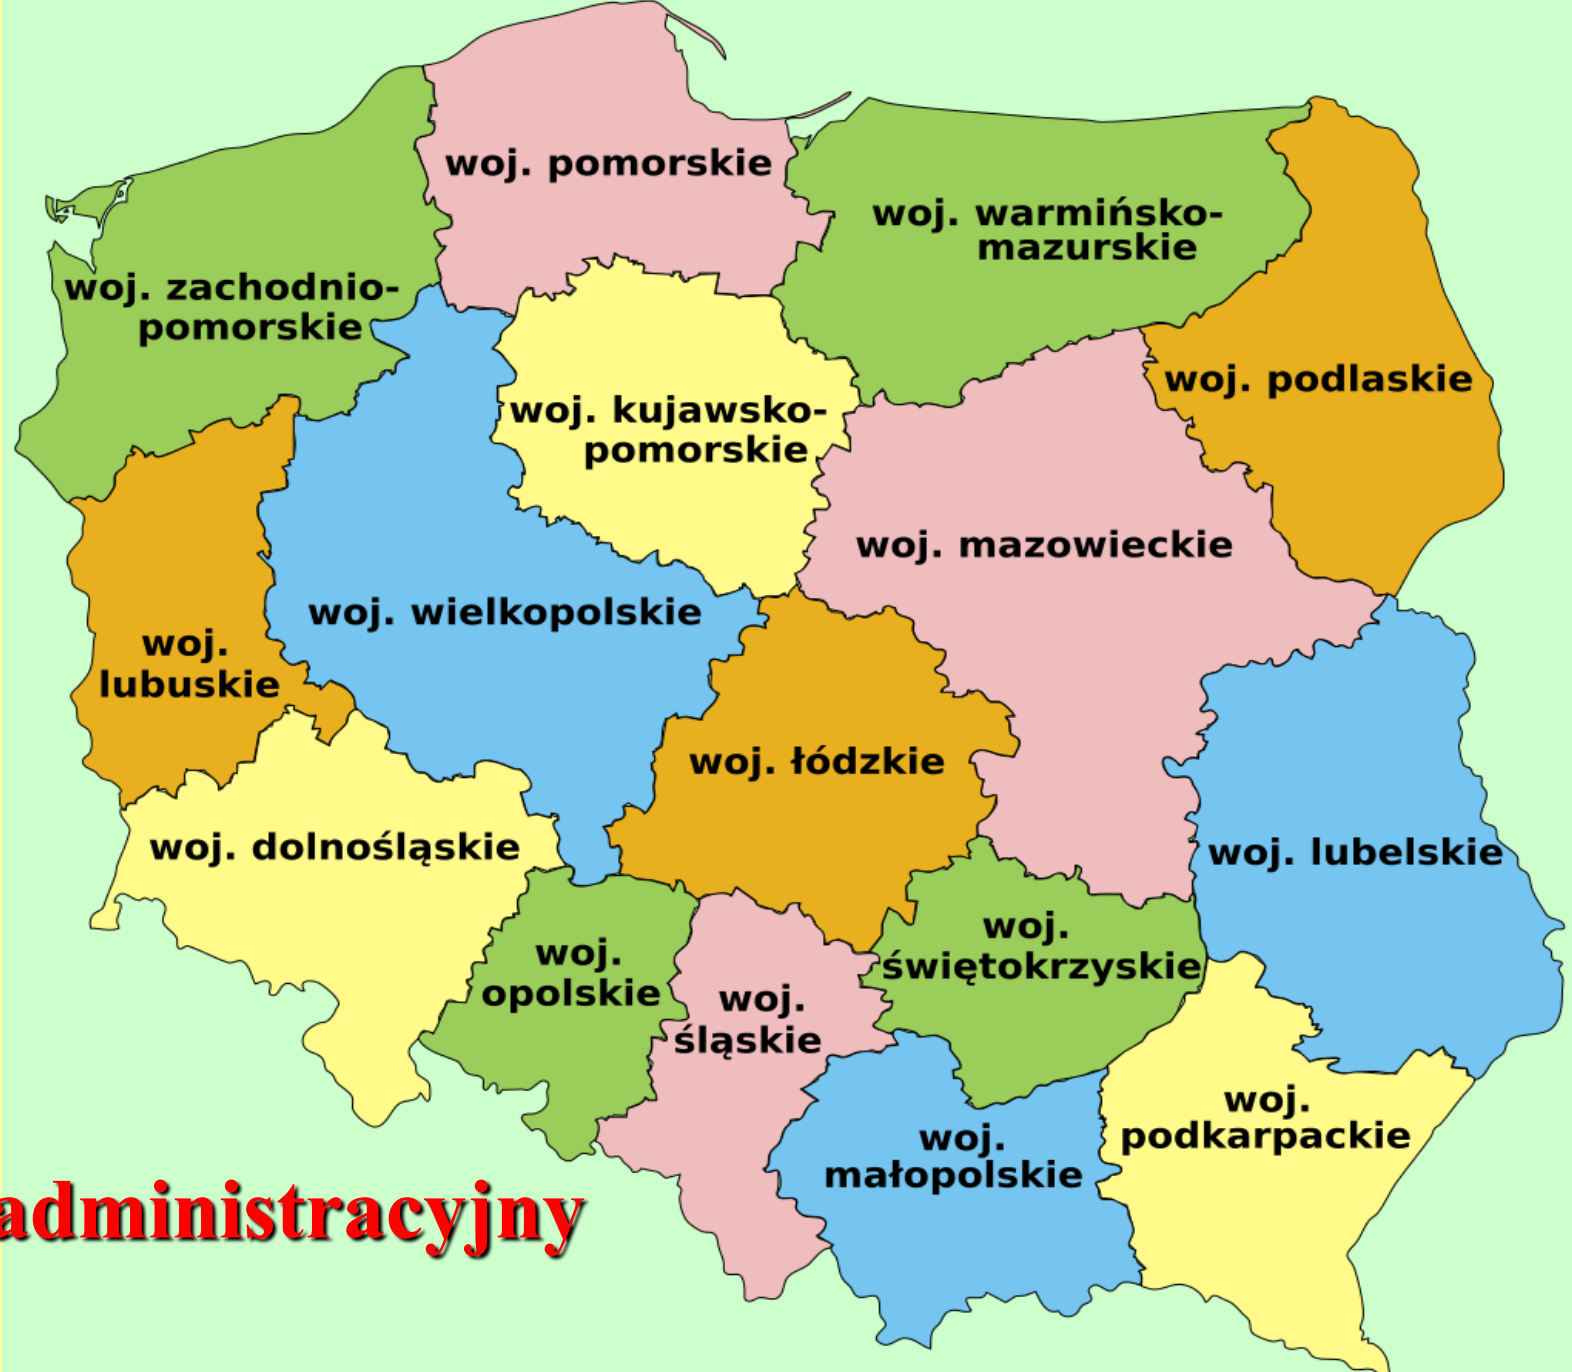 woj. pomorskie
woj. warmińsko-
mazurskie
woj. zachodnio-
pomorskie
woj. podlaskie
woj. kujawsko-
pomorskie
woj. mazowieckie
woj. wielkopolskie
woj.
lubuskie
woj. łódzkie
woj. dolnośląskie
woj. lubelskie
woj.
świętokrzyskie
woj.
opolskie
woj.
śląskie
woj.
podkarpackie
woj.
małopolskie
administracyjny